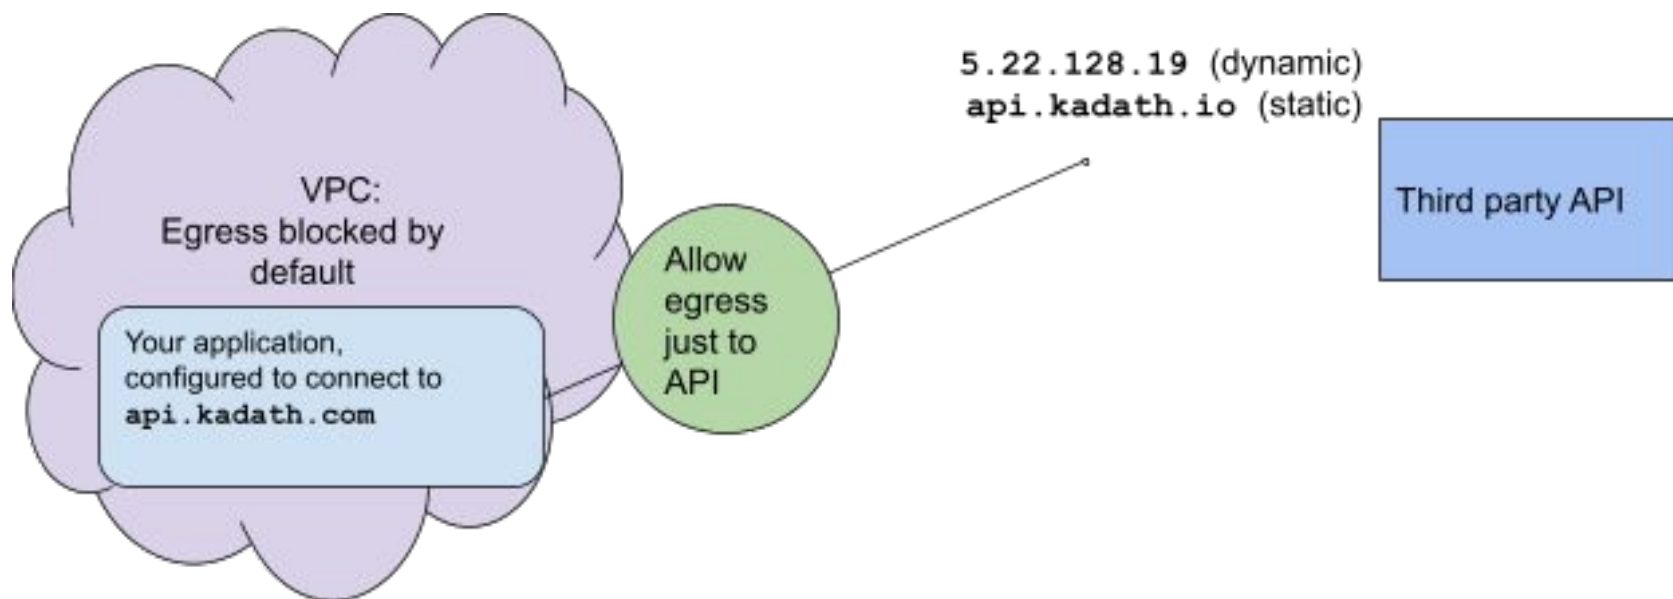 5.22.128.19 (dynamic)
api.kadath.io (static)
VPC:
Egress blocked by
default
Your application,
configured to connect to
api.kadath.com
Allow
egress
just to
API
Third party API